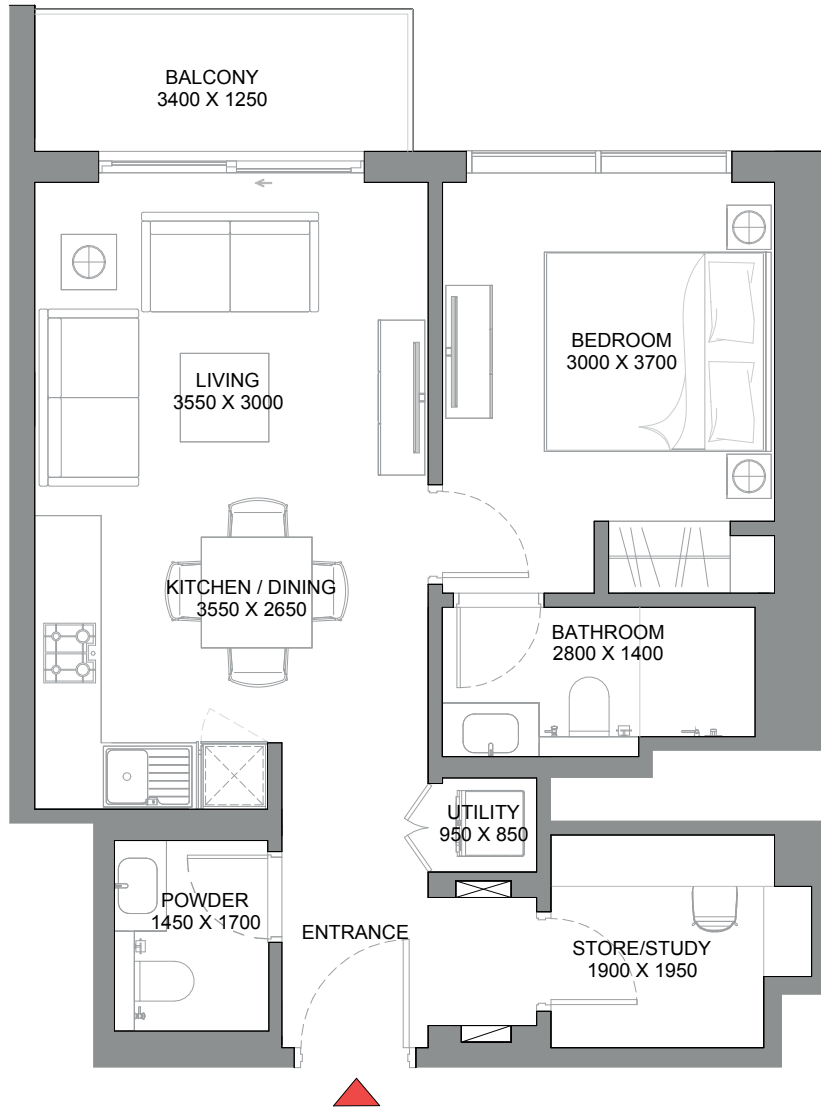 BALCONY
3400 X 1250
BEDROOM
3000 X 3700
LIVING
3550 X 3000
KITCHEN / DINING
3550 X 2650
BATHROOM
2800 X 1400
UTILITY
950 X 850
POWDER
1450 X 1700
ENTRANCE
STORE/STUDY
1900 X 1950